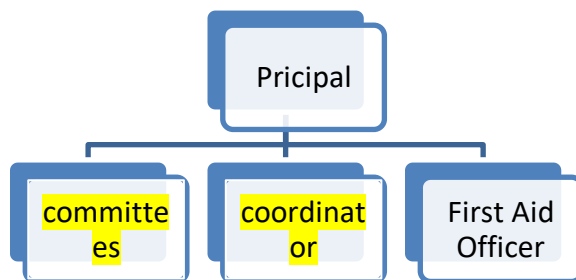 Pricipal
committe
es
coordinat
or
First Aid
Officer